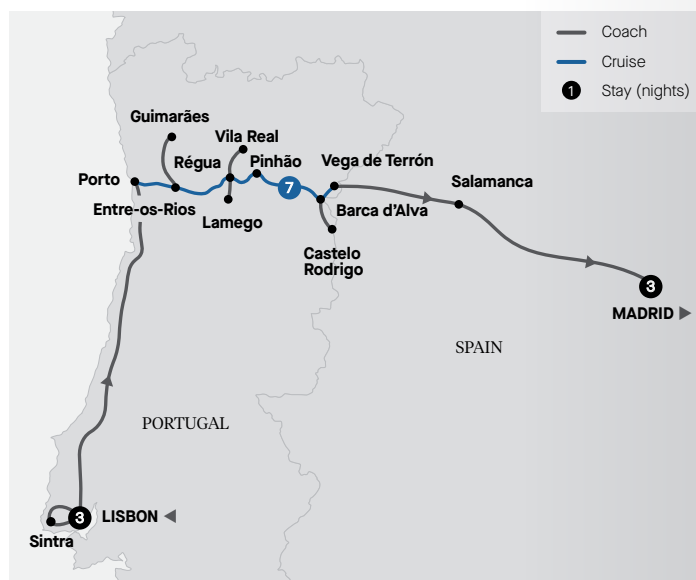 Coach
Cruise
1 Stay (nights)
Guimarães
Vila Real
Régua
Pinhão
Vega de Terrón
Porto
7
Salamanca
Entre-os-Rios
Barca d'Alva
Lamego
Castelo
Rodrigo
3
MADRID
SPAIN
PORTUGAL
3
LISBON
Sintra